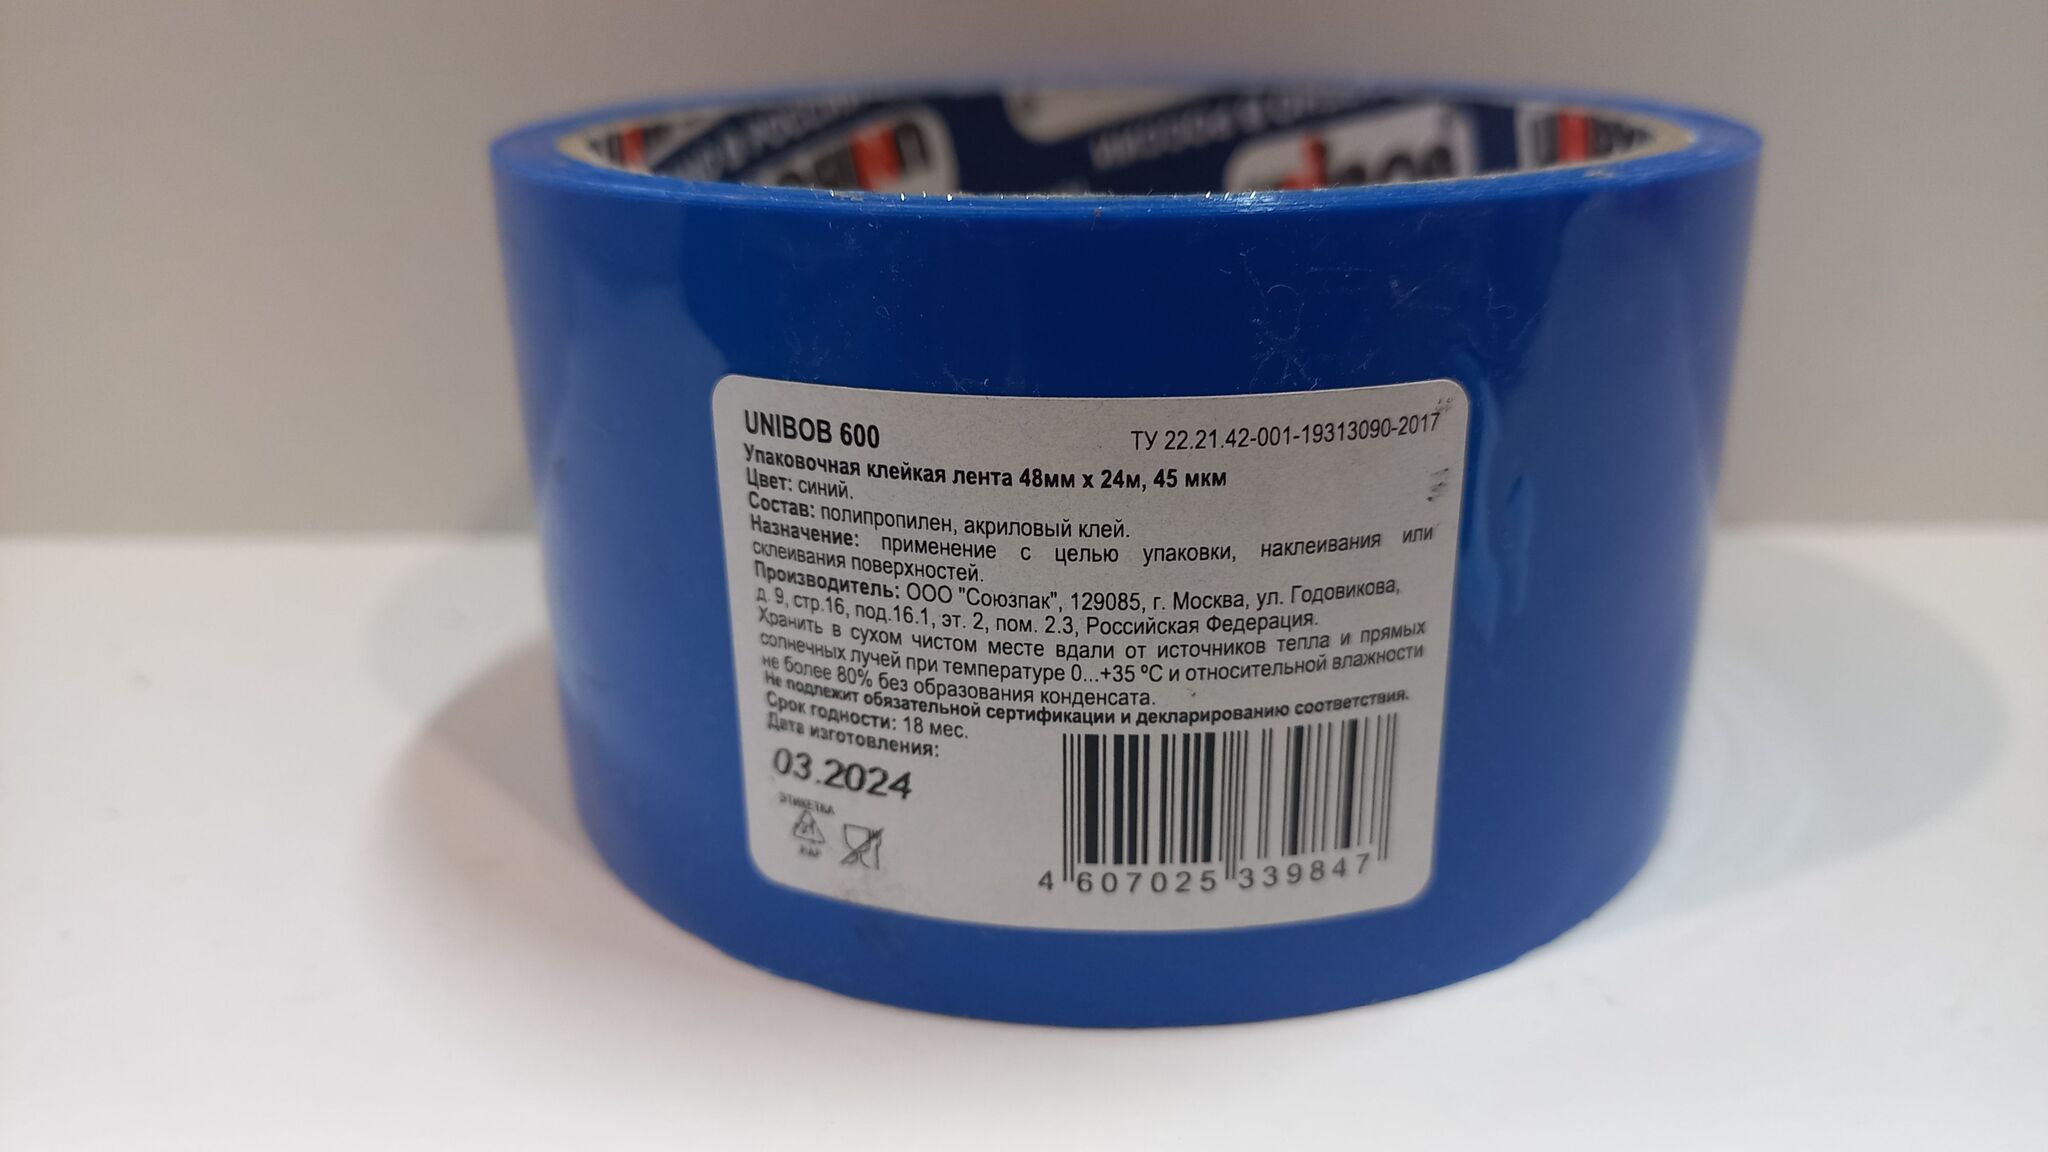 UNIBOB 600
ТУ 22.21.42-001-19313090-2017
Упаковочная клейкая лента 48мм x 24м, 45 мкм
Цвет: синий.
Состав: полипропилен, акриловый клей.
Назначение: применение с целью упаковки, наклеивания или
склеивания поверхностей.
Производитель: ООО "Союзпак", 129085, г. Москва, ул. Годовикова,
д. 9, стр.16, под.16.1, эт. 2, пом. 2.3, Российская Федерация.
Хранить в сухом чистом месте вдали от источников тепла и прямых
солнечных лучей при температуре 0...+35 ºС и относительной влажности
не более 80% без образования конденсата.
Не подлежит обязательной сертификации и декларированию соответствия.
Срок годности: 18 мес.
Дата изготовления:
03.2024
ЭТИКЕТКА
21
PAP
4 607025 339847